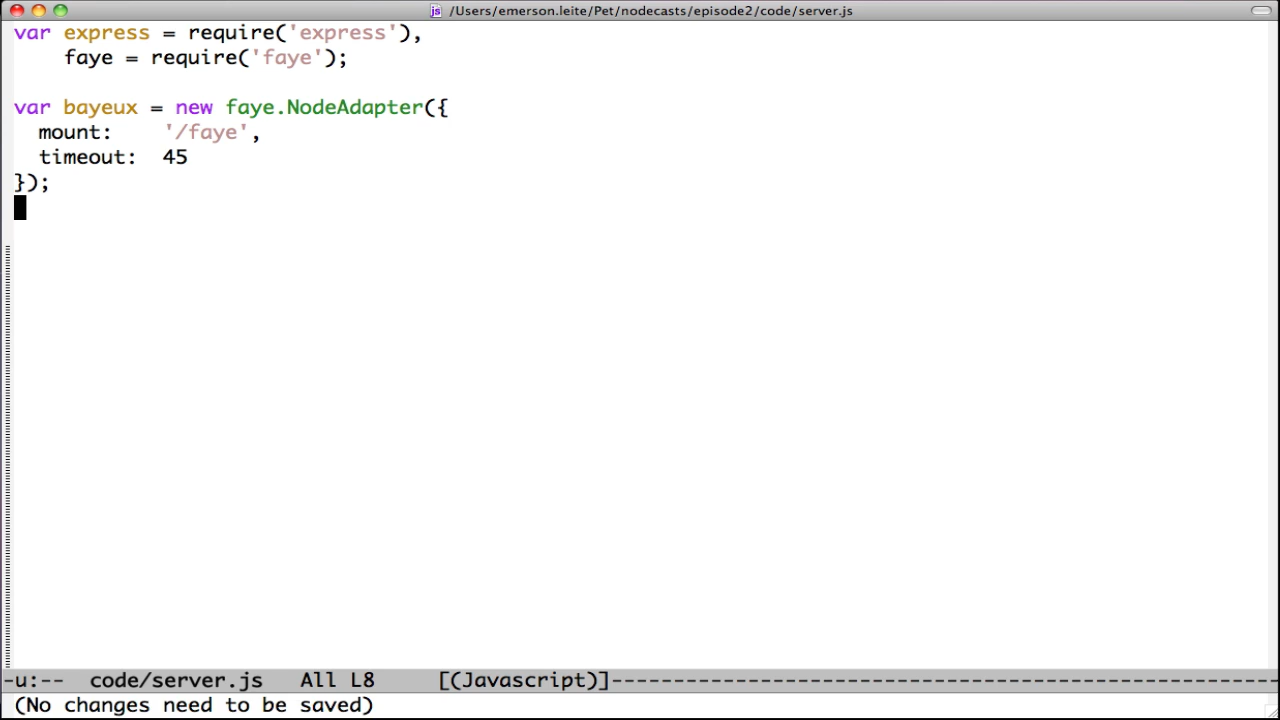 /Users/emerson.leite/Pet/nodecasts/episode2/code/server.js
var express = require('express'),
    faye = require('faye');

var bayeux = new faye.NodeAdapter({
  mount:    '/faye',
  timeout:  45
});
-u:--  code/server.js   All L8     [(Javascript)]------------------------------------------------------
(No changes need to be saved)